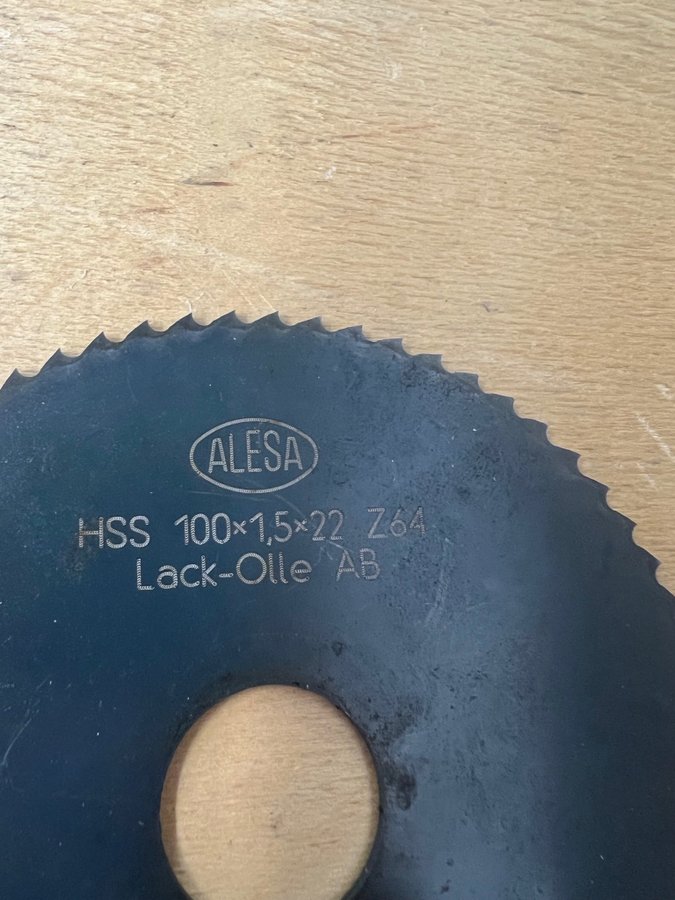 ALESA
HSS 100×1,5×22 Z64
Lack-Olle AB